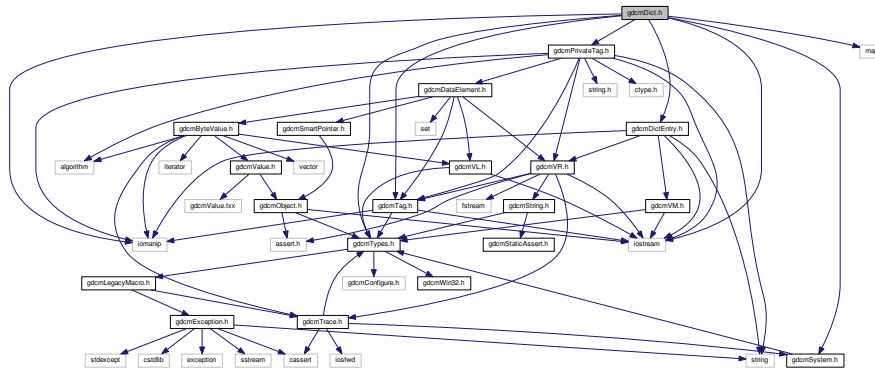 gdcmDict.h
gdcmPrivateTag.h
map
gdcmDataElement.h
string.h
ctype.h
gdcmByteValue.h
gdcmSmartPointer.h
set
gdcmDictEntry.h
algorithm
iterator
gdcmValue.h
vector
gdcmVL.h
gdcmVR.h
gdcmValue.txx
gdcmObject.h
gdcmTag.h
fstream
gdcmString.h
gdcmVM.h
iomanip
assert.h
gdcmTypes.h
gdcmStaticAssert.h
iostream
gdcmLegacyMacro.h
gdcmConfigure.h
gdcmWin32.h
gdcmException.h
gdcmTrace.h
stdexcept
cstdlib
exception
sstream
cassert
iosfwd
string
gdcmSystem.h